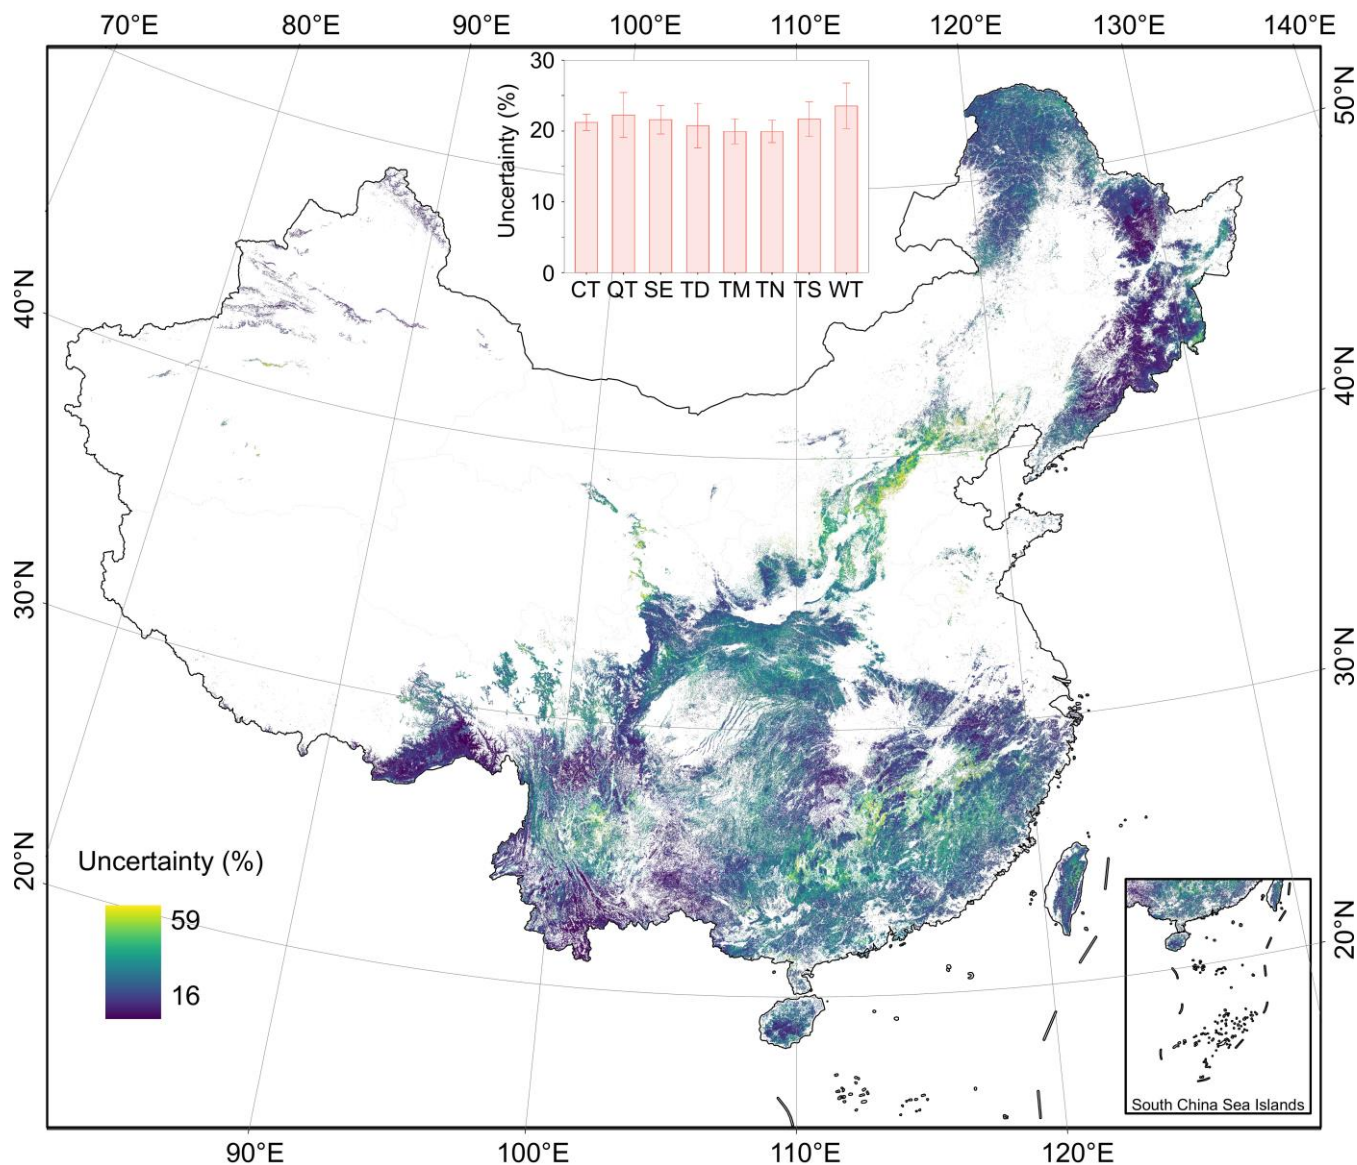 70°E 80°E 90°E 100°E 110°E 120°E 130°E 140°E
50°N
40°N
30°N
20°N
40°N
30°N
20°N
Uncertainty (%)
30
20
10
0
CT QT SE TD TM TN TS WT
Uncertainty (%)
59
16
South China Sea Islands
90°E 100°E 110°E 120°E